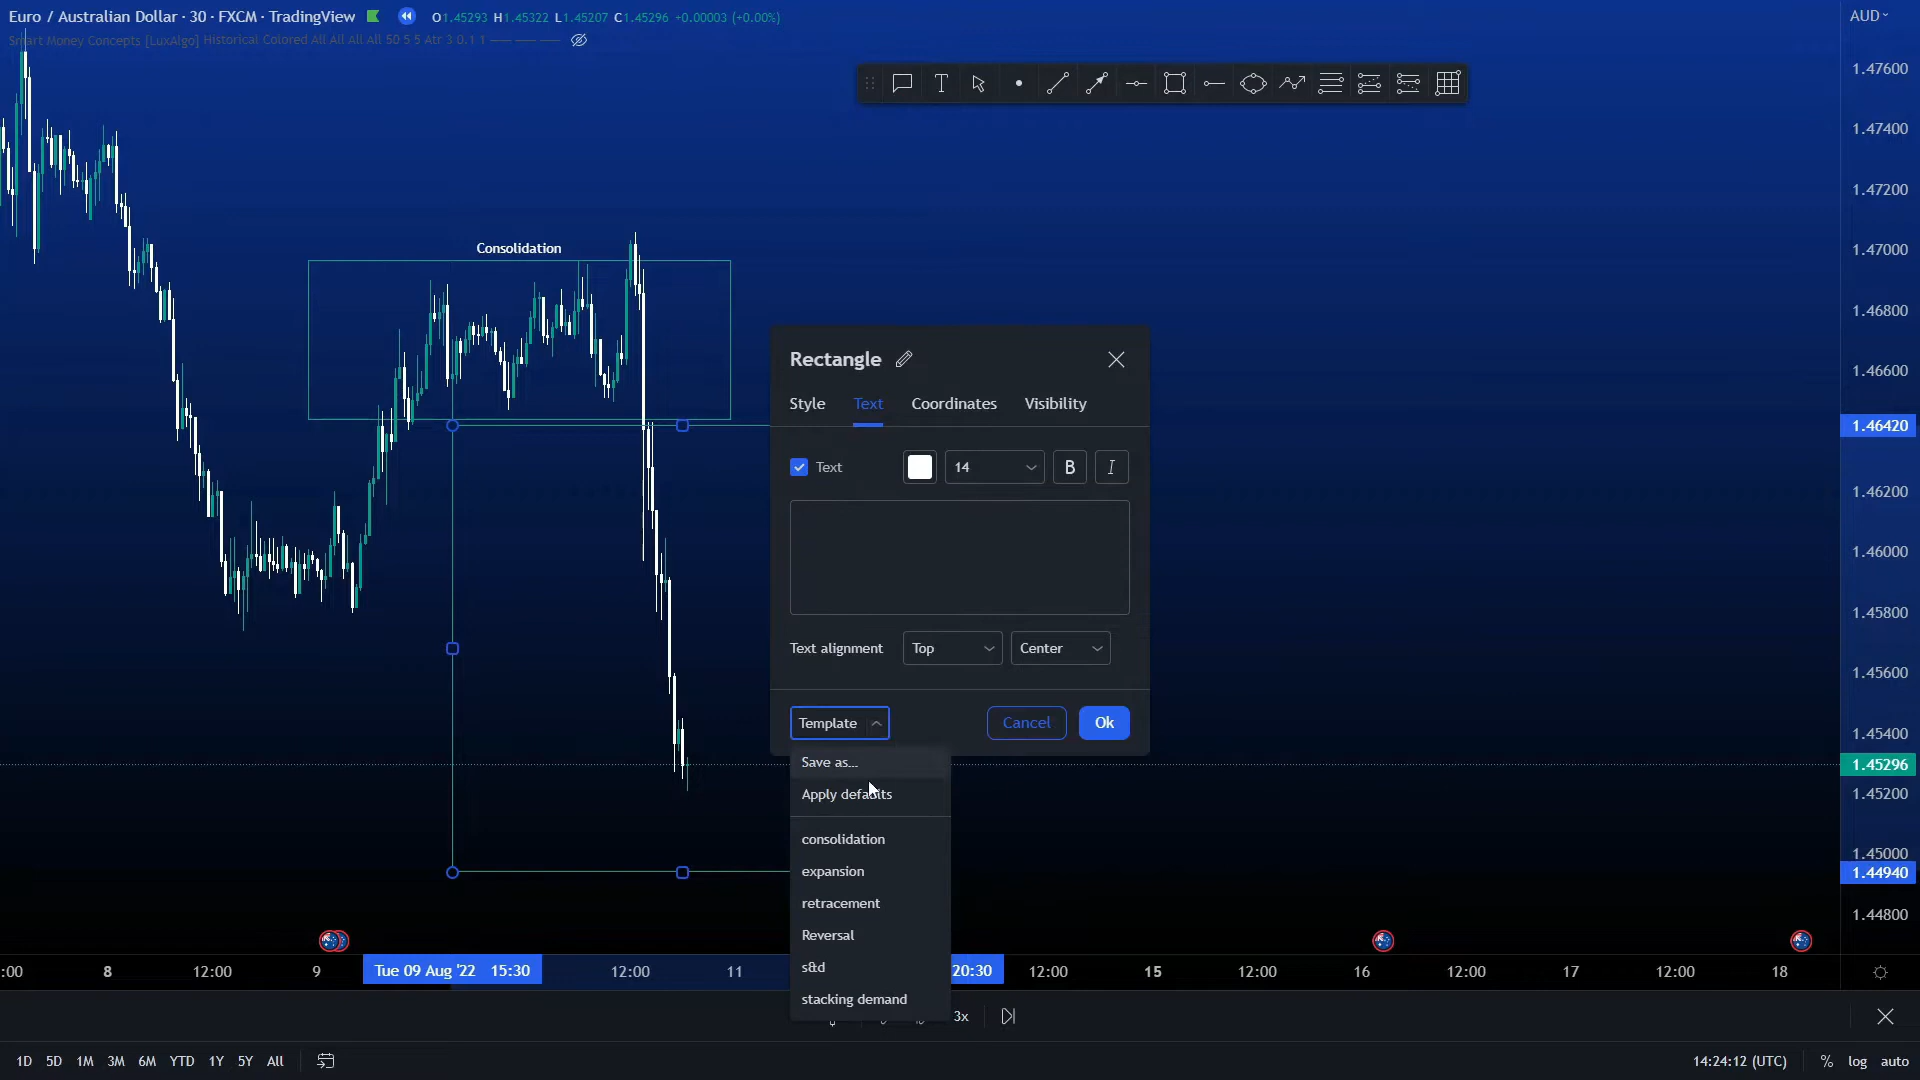 Euro / Australian Dollar · 30 · FXCM · TradingView
O1.45293 H1.45322 L1.45207 C1.45296 +0.00003 (+0.00%)
AUD
Smart Money Concepts [LuxAlgo] Historical Colored All All All All 50 5 5 Atr 3 0.1 1
1.47600
1.47400
1.47200
1.47000
1.46800
1.46600
1.46420
1.46200
1.46000
1.45800
1.45600
1.45400
1.45296
1.45200
1.45000
1.44940
1.44800
Consolidation
Rectangle
Style Text Coordinates Visibility
Text 14 B I
Text alignment Top Center
Template Cancel Ok
Save as...
Apply defaults
consolidation
expansion
retracement
Reversal
s&d
stacking demand
:00 8 12:00 9 Tue 09 Aug '22 15:30 12:00 11 20:30 12:00 15 12:00 16 12:00 17 12:00 18
3x
1D 5D 1M 3M 6M YTD 1Y 5Y All
14:24:12 (UTC) % log auto